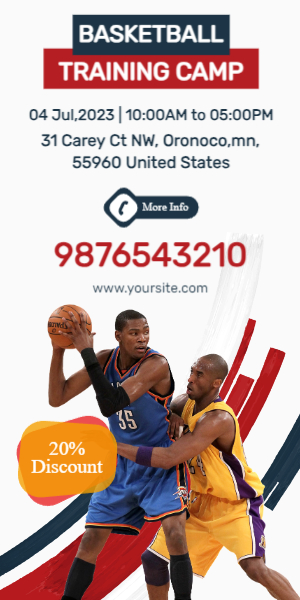 BASKETBALL
TRAINING CAMP
04 Jul,2023 | 10:00AM to 05:00PM
31 Carey Ct NW, Oronoco,mn,
55960 United States
More Info
9876543210
www.yoursite.com
35
20%
Discount